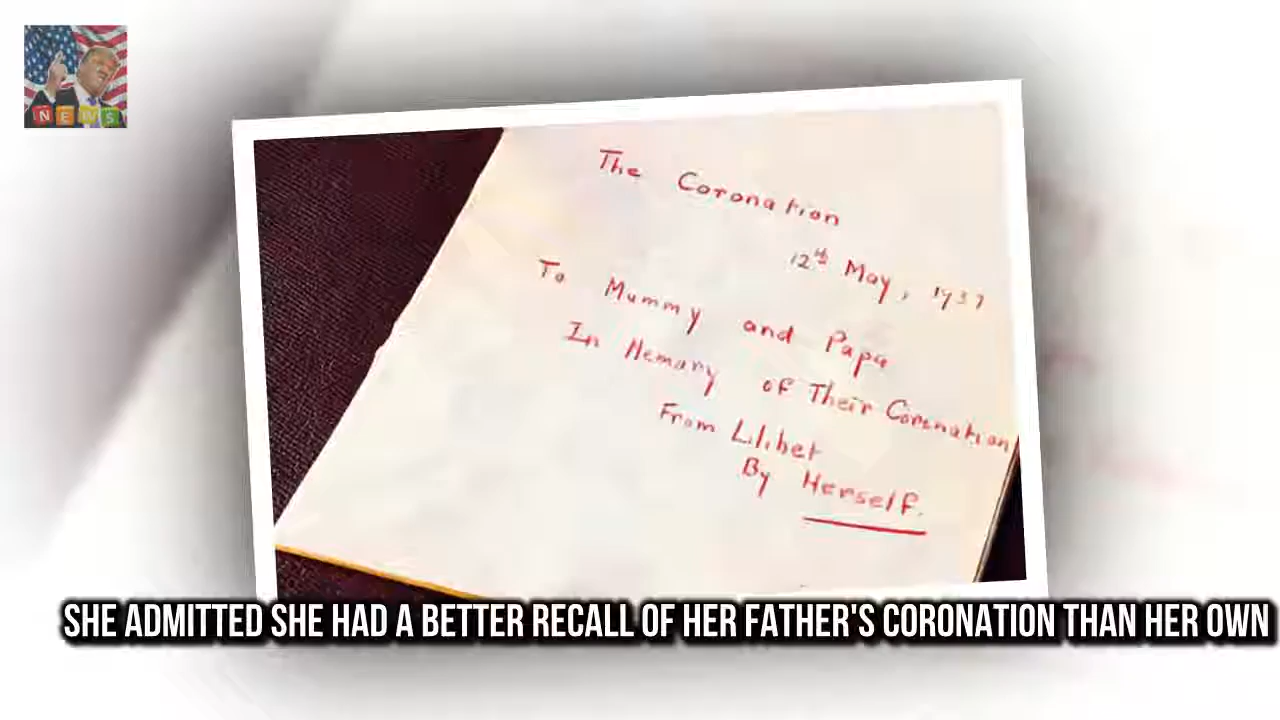 NEWS
The Coronation
12th May, 1937
To Mummy and Papa
In Memory of Their Coronation
From Lilibet
By Herself.
SHE ADMITTED SHE HAD A BETTER RECALL OF HER FATHER'S CORONATION THAN HER OWN